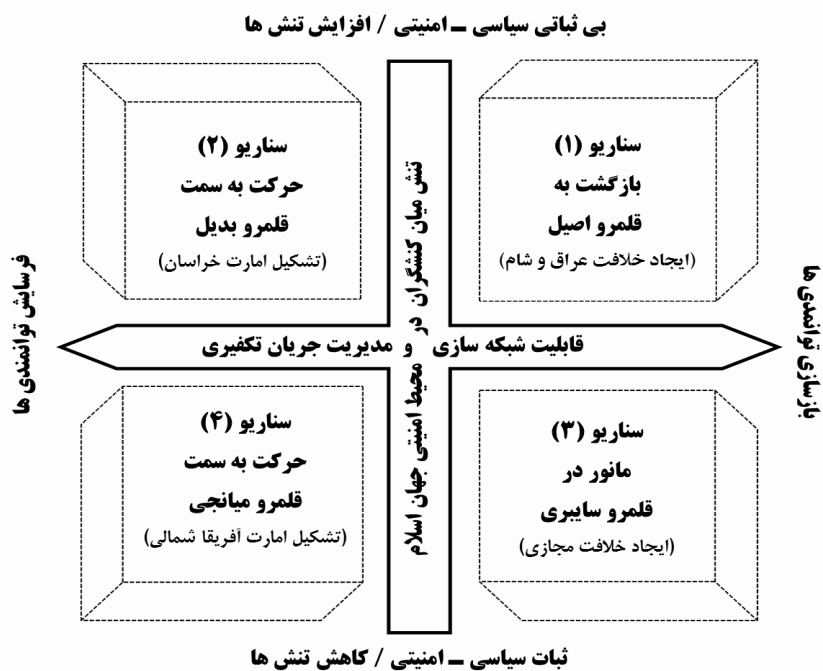 بی ثباتی سیاسی ــ امنیتی / افزایش تنش ها
سناریو (۱)
بازگشت به
قلمرو اصیل
(ایجاد خلافت عراق و شام)
سناریو (۲)
حرکت به سمت
قلمرو بدیل
(تشکیل امارت خراسان)
تنش میان کنشگران در محیط امنیتی جهان اسلام
بازسازی توانمدی ها
قابلیت شبکه سازی و مدیریت جریان تکفیری
فرسایش توانمندی ها
سناریو (۳)
مانور در
قلمرو سایبری
(ایجاد خلافت مجازی)
سناریو (۴)
حرکت به سمت
قلمرو میانجی
(تشکیل امارت آفریقا شمالی)
ثبات سیاسی ــ امنیتی / کاهش تنش ها